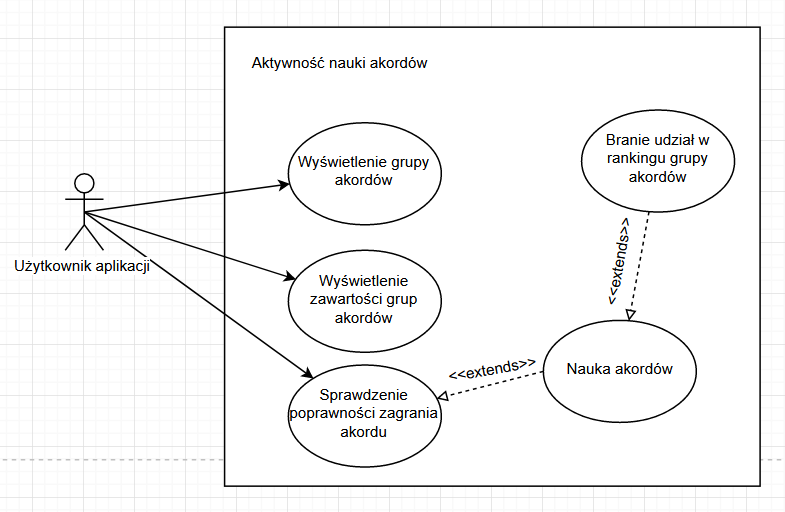 Aktywność nauki akordów
Wyświetlenie grupy
akordów
Branie udział w
rankingu grupy
akordów
Użytkownik aplikacji
<<extends>>
Wyświetlenie
zawartości grup
akordów
<<extends>>
Nauka akordów
Sprawdzenie
poprawności zagrania
akordu